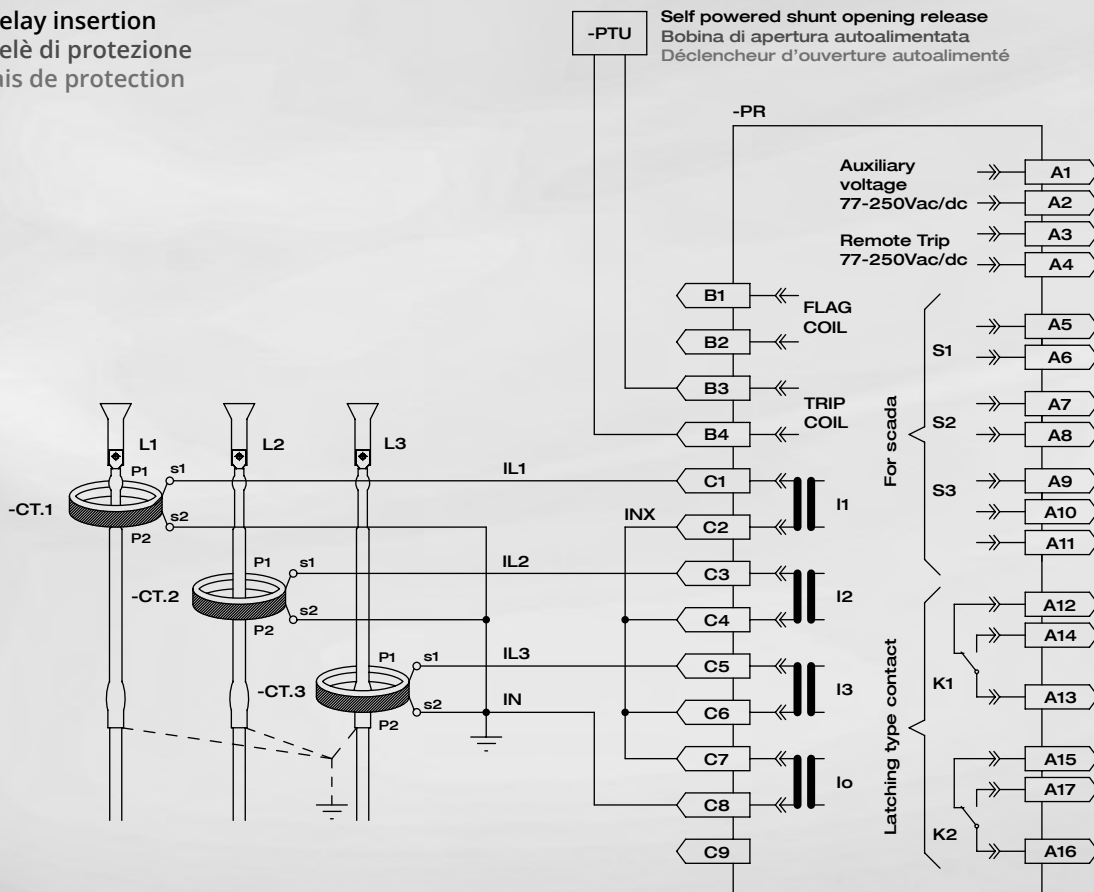 elay insertion
elè di protezione
ais de protection
-PTU
Self powered shunt opening release
Bobina di apertura autoalimentata
Déclencheur d'ouverture autoalimenté
-PR
Auxiliary
voltage
77-250Vac/dc
A1
A2
Remote Trip
77-250Vac/dc
A3
A4
B1
B2
FLAG
COIL
B3
B4
TRIP
COIL
For scada
S1
A5
A6
S2
A7
A8
S3
A9
A10
A11
L1
L2
L3
-CT.1
P1
s1
s2
P2
IL1
C1
INX
C2
I1
-CT.2
P1
s1
s2
P2
IL2
C3
C4
I2
-CT.3
P1
s1
s2
P2
IL3
IN
C5
C6
I3
C7
C8
Io
C9
Latching type contact
K1
A12
A14
A13
K2
A15
A17
A16